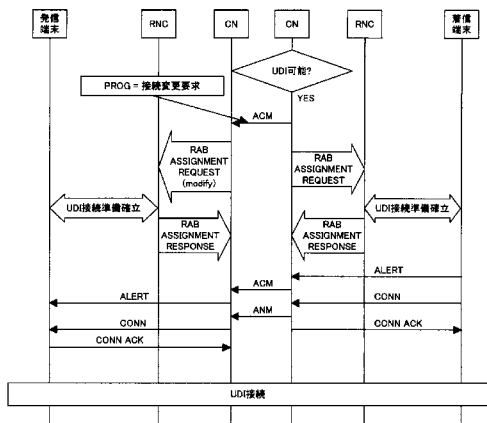 発信
端末
RNC
CN
CN
RNC
着信
端末
UDI可能?
PROG = 接続変更要求
YES
ACM
RAB
ASSIGNMENT
REQUEST
(modify)
RAB
ASSIGNMENT
REQUEST
UDI接続準備確立
UDI接続準備確立
RAB
ASSIGNMENT
RESPONSE
RAB
ASSIGNMENT
RESPONSE
ALERT
ACM
ALERT
CONN
ANM
CONN
CONN ACK
CONN ACK
UDI接続